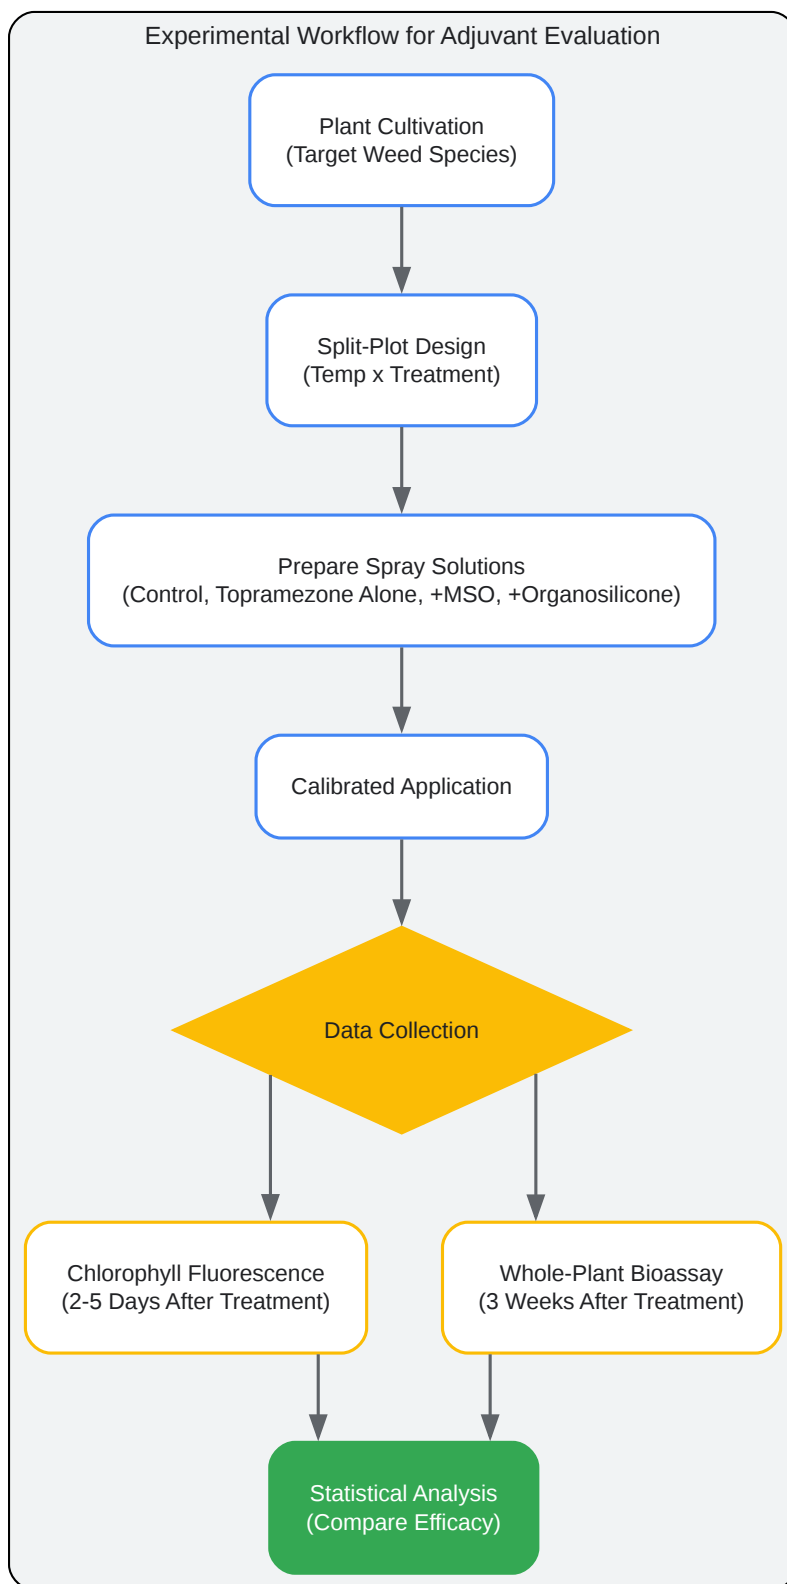 Experimental Workflow for Adjuvant Evaluation
Plant Cultivation
(Target Weed Species)
Split-Plot Design
(Temp x Treatment)
Prepare Spray Solutions
(Control, Topramezone Alone, +MSO, +Organosilicone)
Calibrated Application
Data Collection
Chlorophyll Fluorescence
(2-5 Days After Treatment)
Whole-Plant Bioassay
(3 Weeks After Treatment)
Statistical Analysis
(Compare Efficacy)